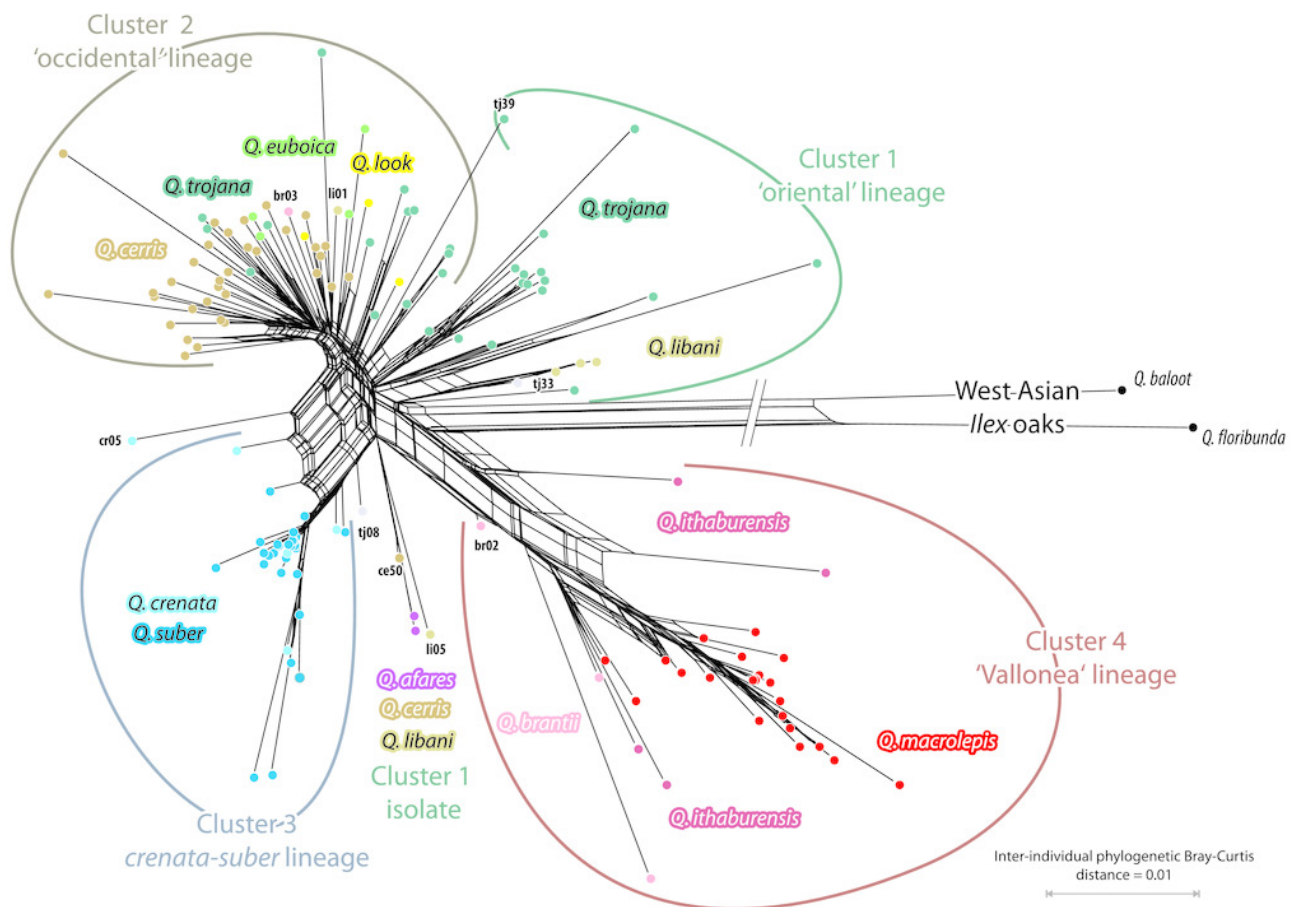 Cluster 2
‘occidental’ lineage
tj39
Q. euboica
Q. look
Cluster 1
‘oriental’ lineage
Q. trojana
br03
li01
Q. trojana
Q. cerris
Q. libani
tj33
West-Asian
Q. baloot
Ilex oaks
Q. floribunda
cr05
Q. ithaburensis
tj08
br02
ce50
Q. crenata
Q. suber
li05
Cluster 4
‘Vallonea‘ lineage
Q. afares
Q. cerris
Q. libani
Q. brantii
Q. macrolepis
Cluster 1
isolate
Q. ithaburensis
Cluster 3
crenata-suber lineage
Inter-individual phylogenetic Bray-Curtis
distance = 0.01